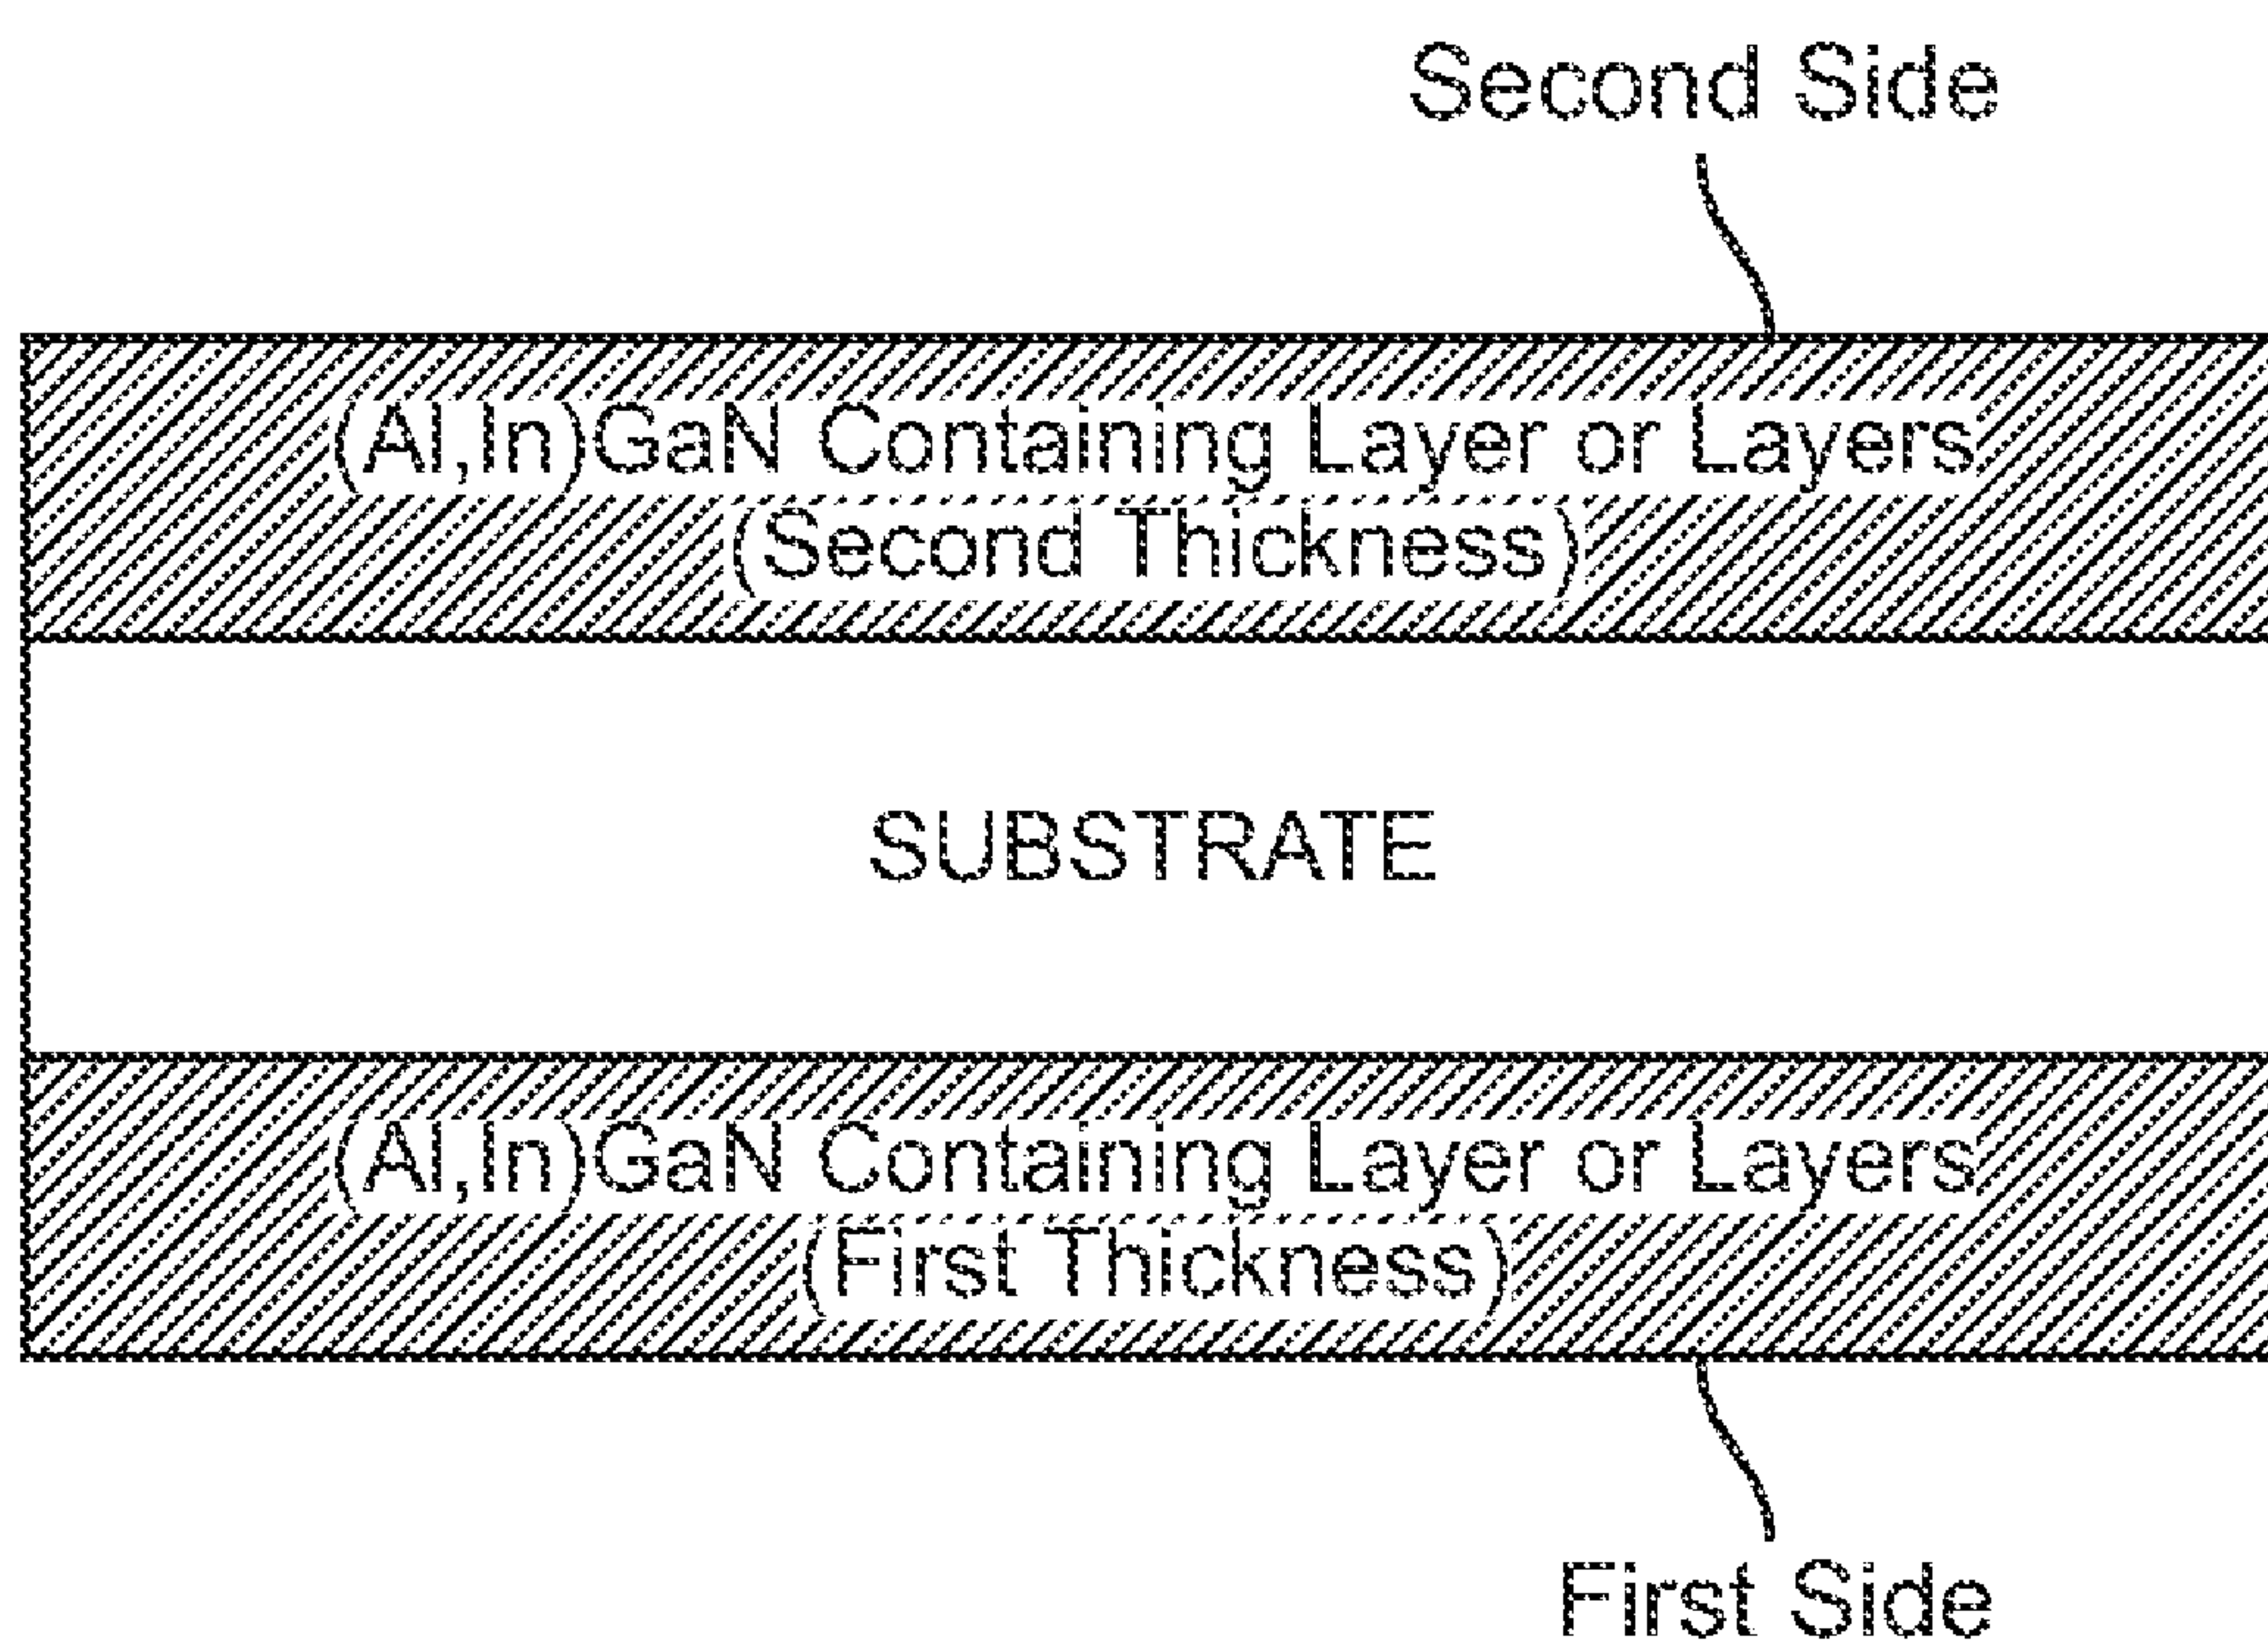 Second Side
(Al,In)GaN Containing Layer or Layers
(Second Thickness)
SUBSTRATE
(Al,In)GaN Containing Layer or Layers
(First Thickness)
First Side